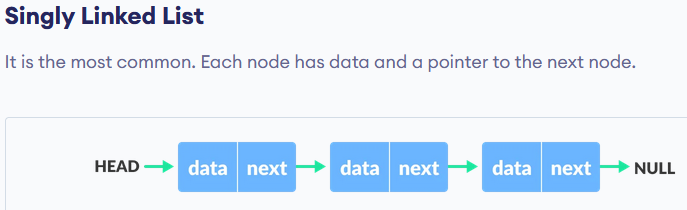 Singly Linked List
It is the most common. Each node has data and a pointer to the next node.
HEAD data next data next data next NULL